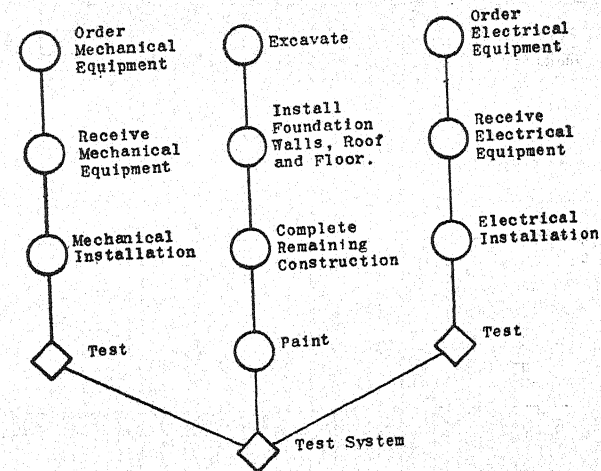 Order
Mechanical
Equipment
Excavate
Order
Electrical
Equipment
Receive
Mechanical
Equipment
Install
Foundation
Walls, Roof
and Floor.
Receive
Electrical
Equipment
Mechanical
Installation
Complete
Remaining
Construction
Electrical
Installation
Test
Paint
Test
Test System